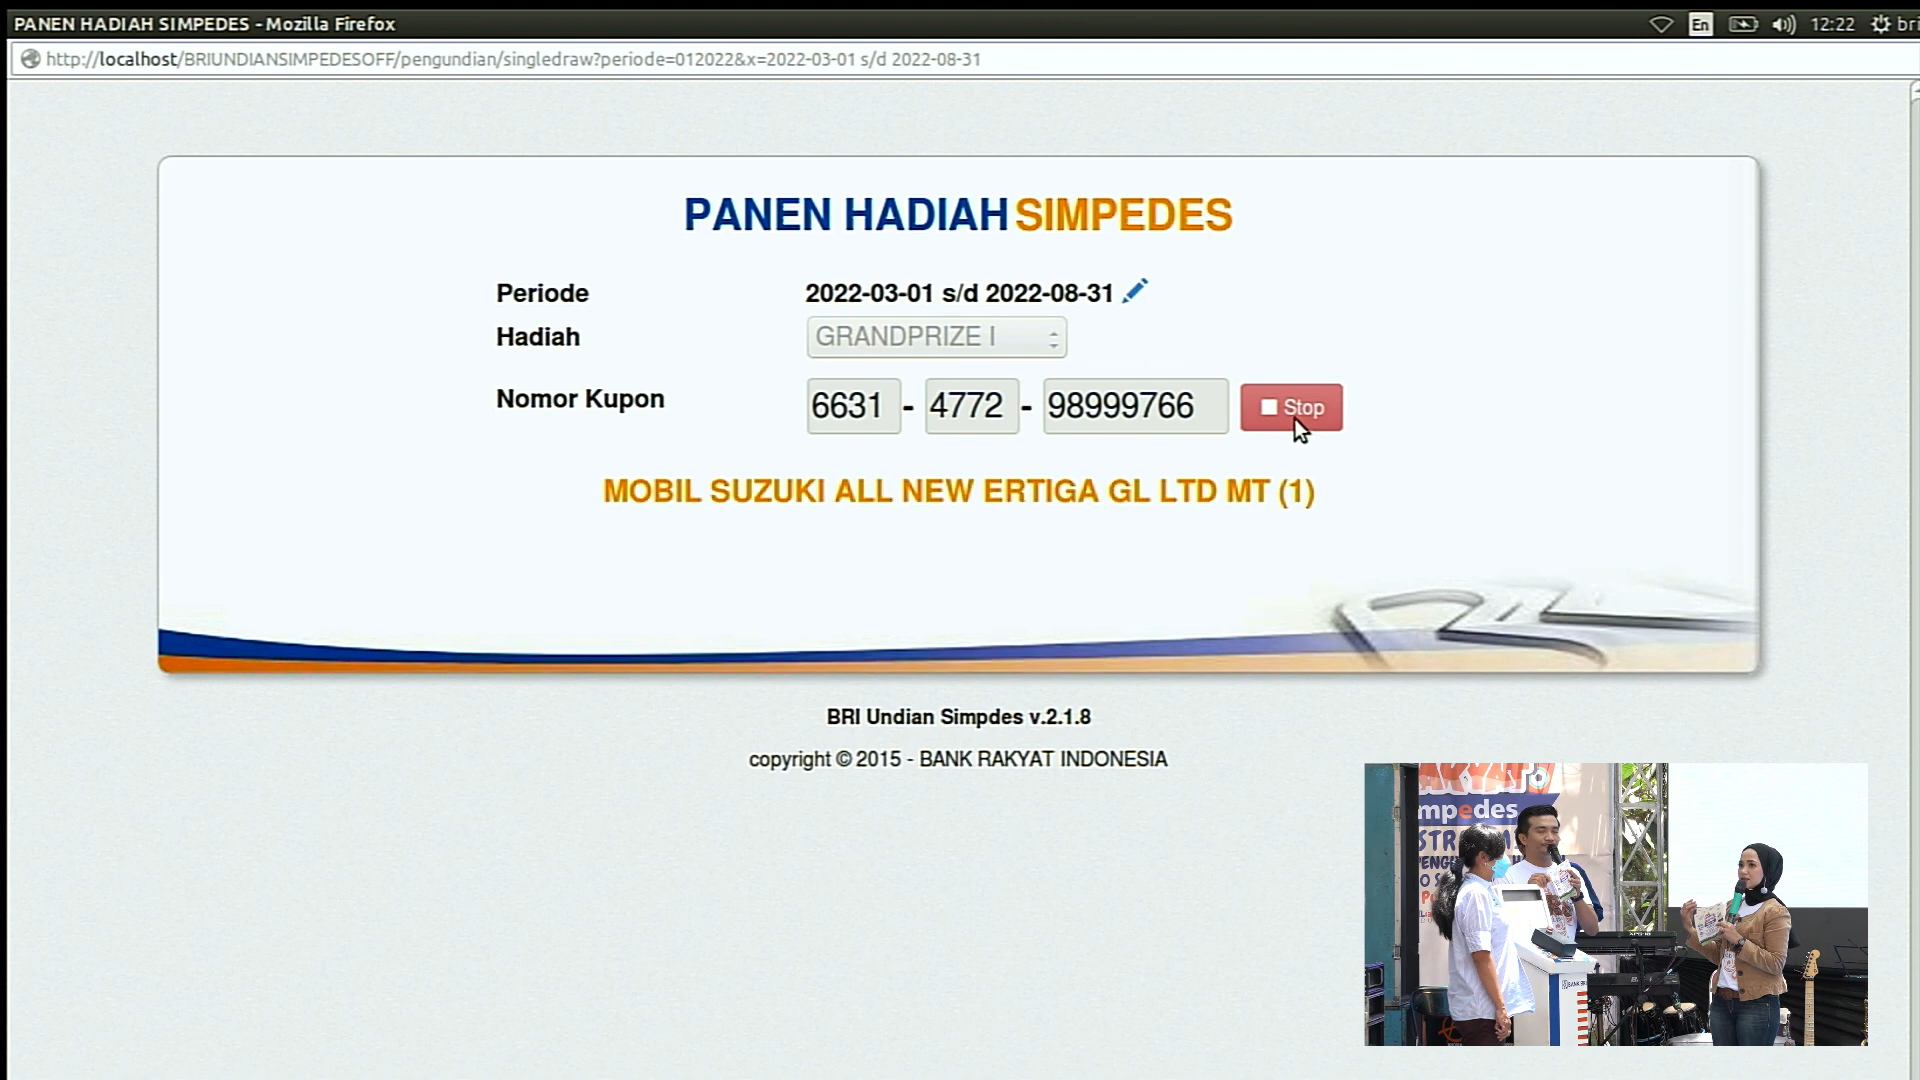 PANEN HADIAH SIMPEDES - Mozilla Firefox
En
12:22
bri
http://localhost/BRIUNDIANSIMPEDESOFF/pengundian/singledraw?periode=012022&x=2022-03-01 s/d 2022-08-31
PANEN HADIAH SIMPEDES
Periode 2022-03-01 s/d 2022-08-31
Hadiah GRANDPRIZE I
Nomor Kupon 6631 - 4772 - 98999766 Stop
MOBIL SUZUKI ALL NEW ERTIGA GL LTD MT (1)
BRI Undian Simpdes v.2.1.8
copyright © 2015 - BANK RAKYAT INDONESIA
mpedes